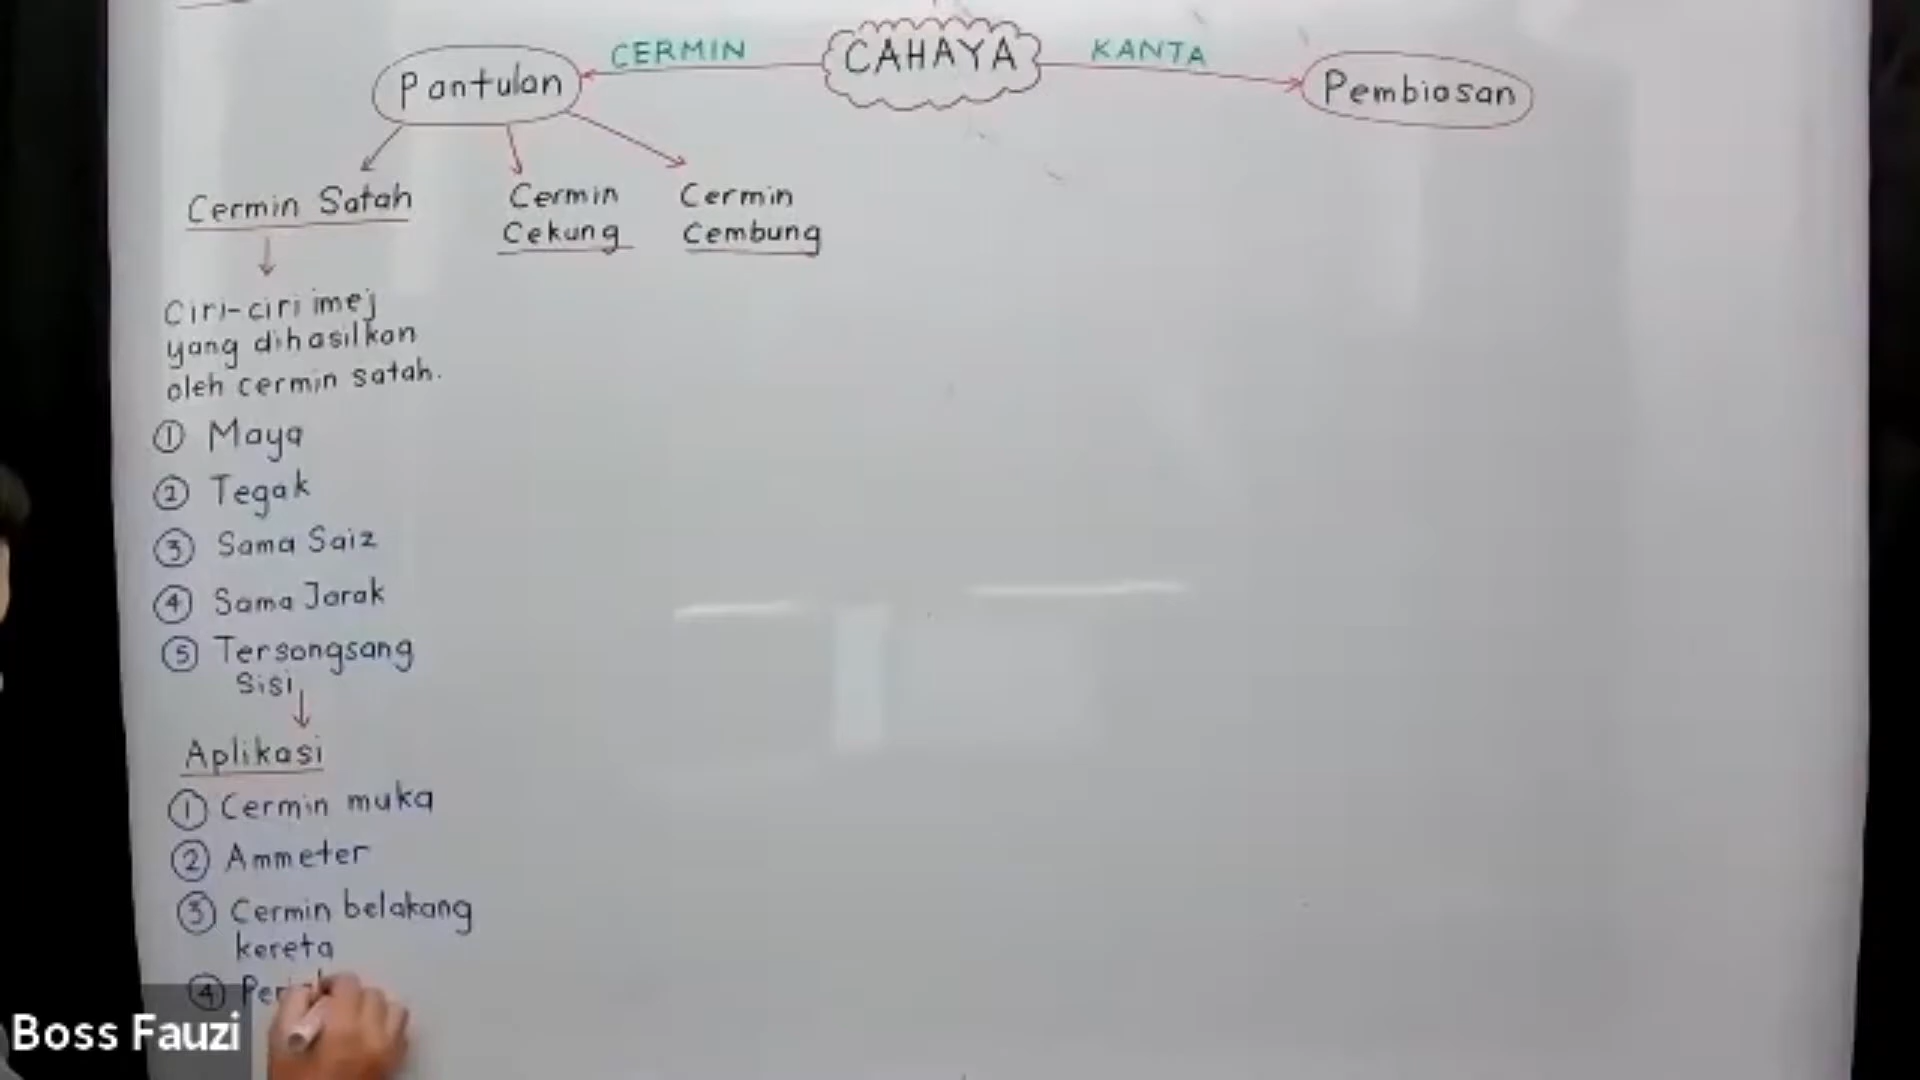 CAHAYA
CERMIN
KANTA
Pantulan
Pembiasan
Cermin Satah
Cermin
Cekung
Cermin
Cembung
Ciri-ciri imej
yang dihasilkan
oleh cermin satah.
① Maya
② Tegak
③ Sama Saiz
④ Sama Jarak
⑤ Tersongsang
Sisi
Aplikasi
① Cermin muka
② Ammeter
③ Cermin belakang
kereta
④
Boss Fauzi